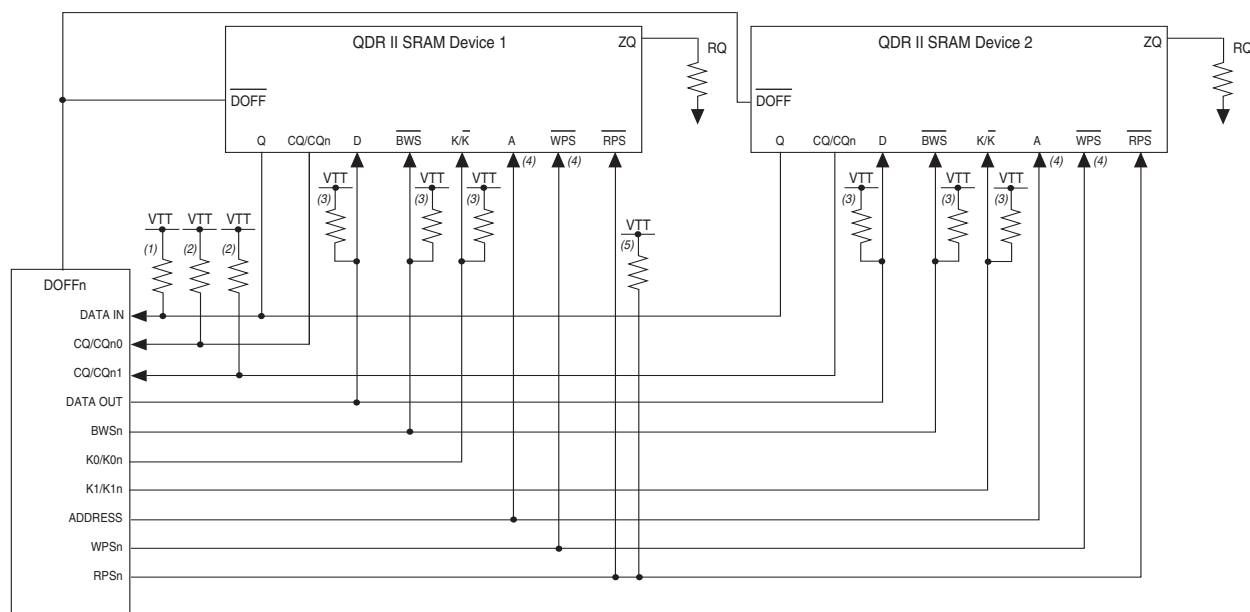 QDR II SRAM Device 1
ZQ
RQ
DOFF
Q CQ/CQn D BWS K/K A WPS RPS
(4) (4)
QDR II SRAM Device 2
ZQ
RQ
DOFF
Q CQ/CQn D BWS K/K A WPS RPS
(4) (4)
VTT VTT VTT
(3) (3) (3)
VTT VTT VTT
(3) (3) (3)
VTT VTT VTT
(1) (2) (2)
VTT
(5)
DOFFn
DATA IN
CQ/CQn0
CQ/CQn1
DATA OUT
BWSn
K0/K0n
K1/K1n
ADDRESS
WPSn
RPSn